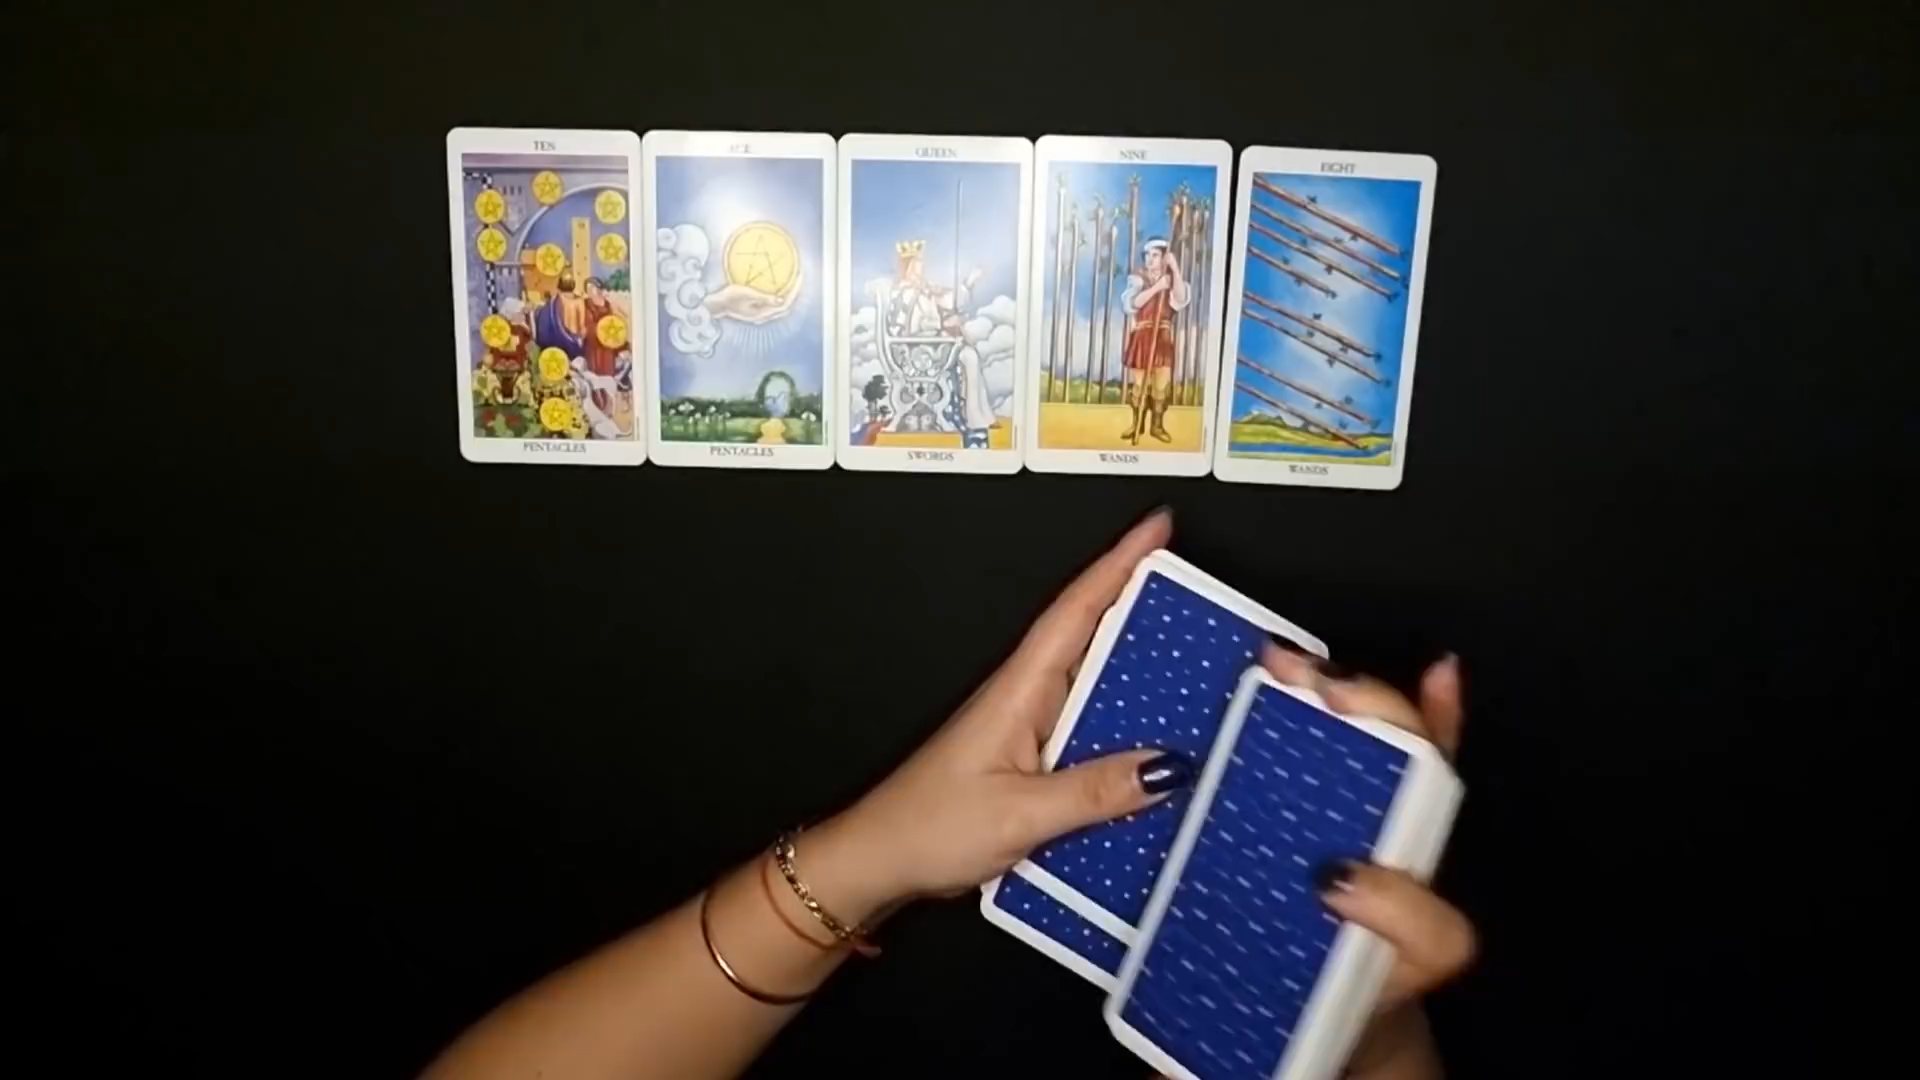 TEN
ACE
QUEEN
NINE
EIGHT
PENTACLES
PENTACLES
SWORDS
WANDS
WANDS